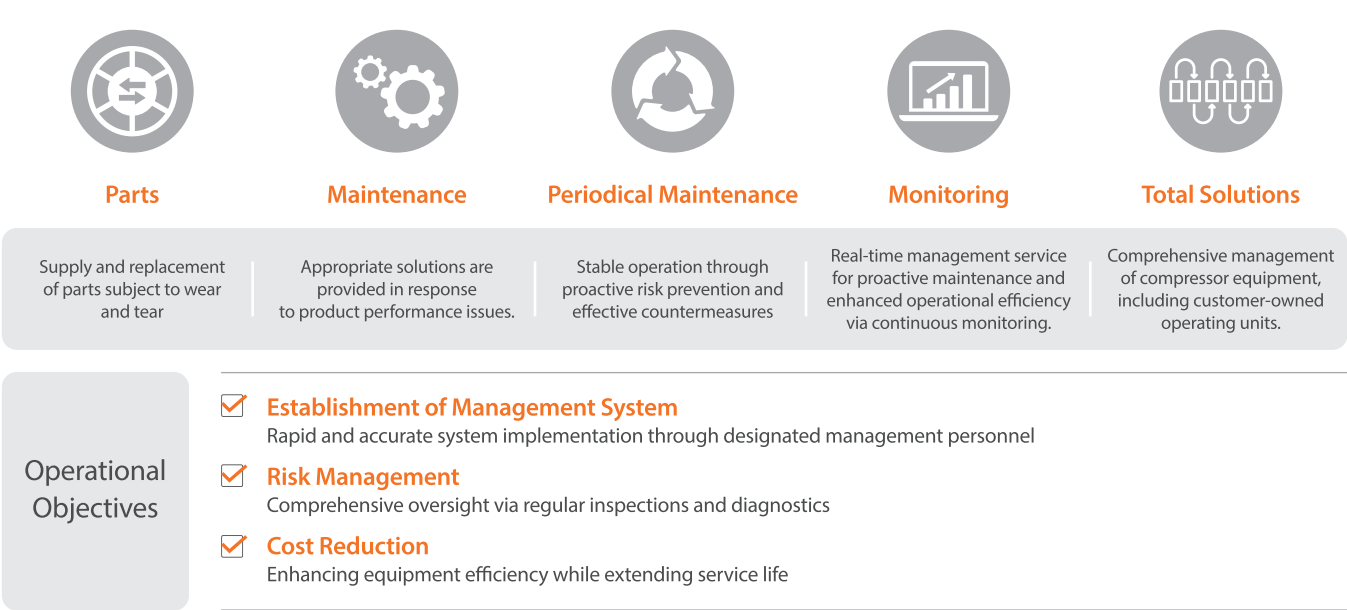 Parts
Maintenance
Periodical Maintenance
Monitoring
Total Solutions
Supply and replacement
of parts subject to wear
and tear
Appropriate solutions are
provided in response
to product performance issues.
Stable operation through
proactive risk prevention and
effective countermeasures
Real-time management service
for proactive maintenance and
enhanced operational efficiency
via continuous monitoring.
Comprehensive management
of compressor equipment,
including customer-owned
operating units.
Operational
Objectives
Establishment of Management System
Rapid and accurate system implementation through designated management personnel
Risk Management
Comprehensive oversight via regular inspections and diagnostics
Cost Reduction
Enhancing equipment efficiency while extending service life